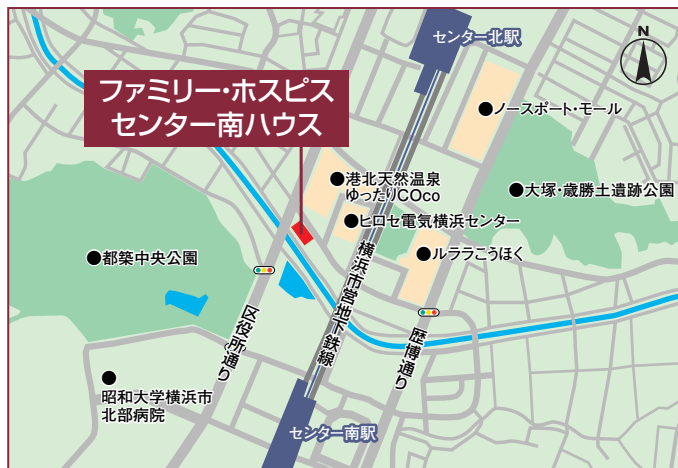 センター北駅
N
ファミリー・ホスピス
センター南ハウス
ノースポート・モール
港北天然温泉
ゆったりCOco
大塚・歳勝土遺跡公園
ヒロセ電気横浜センター
ルララこうほく
都筑中央公園
横浜市営地下鉄線
区役所通り
歴博通り
昭和大学横浜市
北部病院
センター南駅